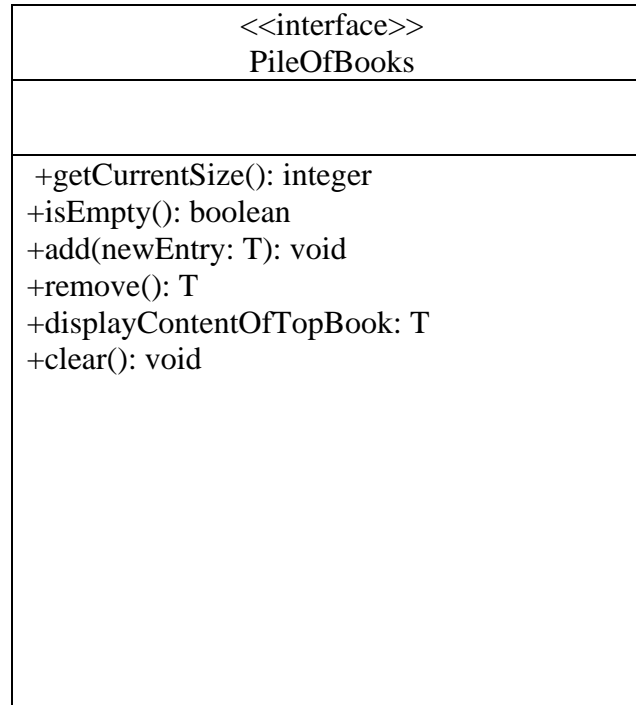 <<interface>>
PileOfBooks
+getCurrentSize(): integer
+isEmpty(): boolean
+add(newEntry: T): void
+remove(): T
+displayContentOfTopBook: T
+clear(): void